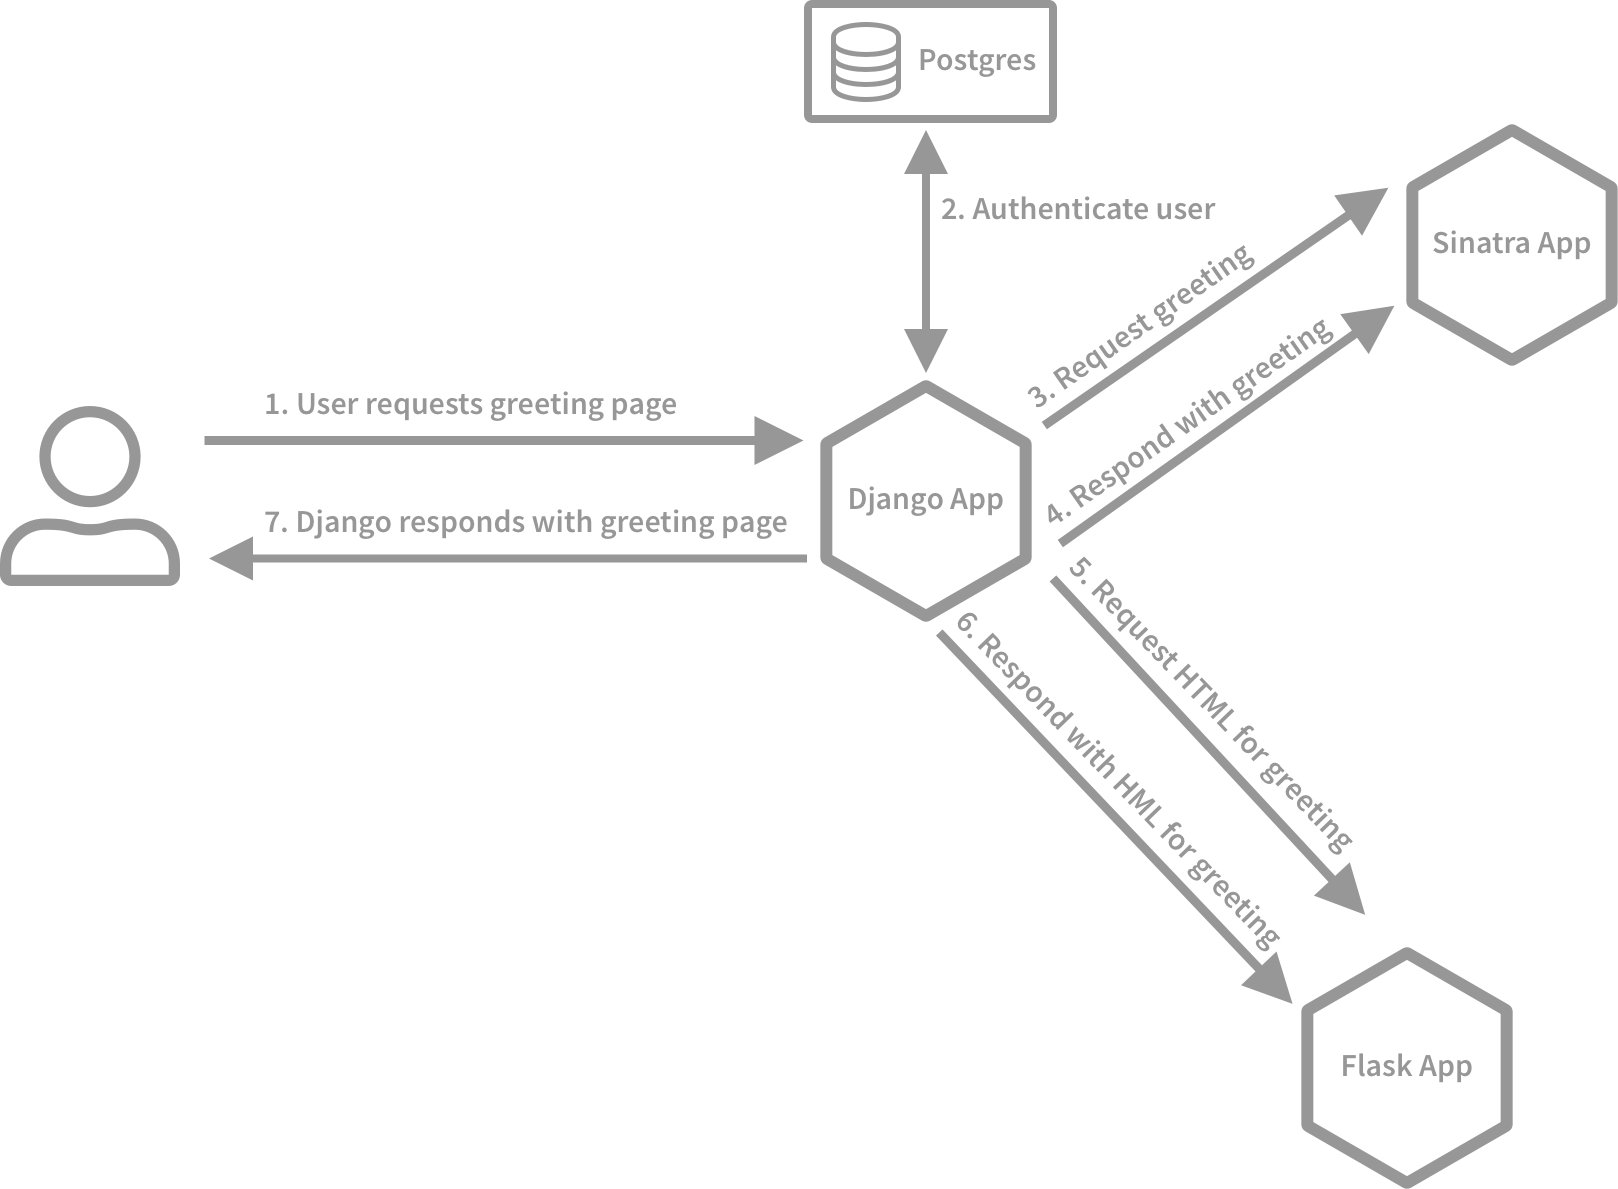 Postgres
2. Authenticate user
Sinatra App
3. Request greeting
4. Respond with greeting
1. User requests greeting page
Django App
7. Django responds with greeting page
5. Request HTML for greeting
6. Respond with HML for greeting
Flask App